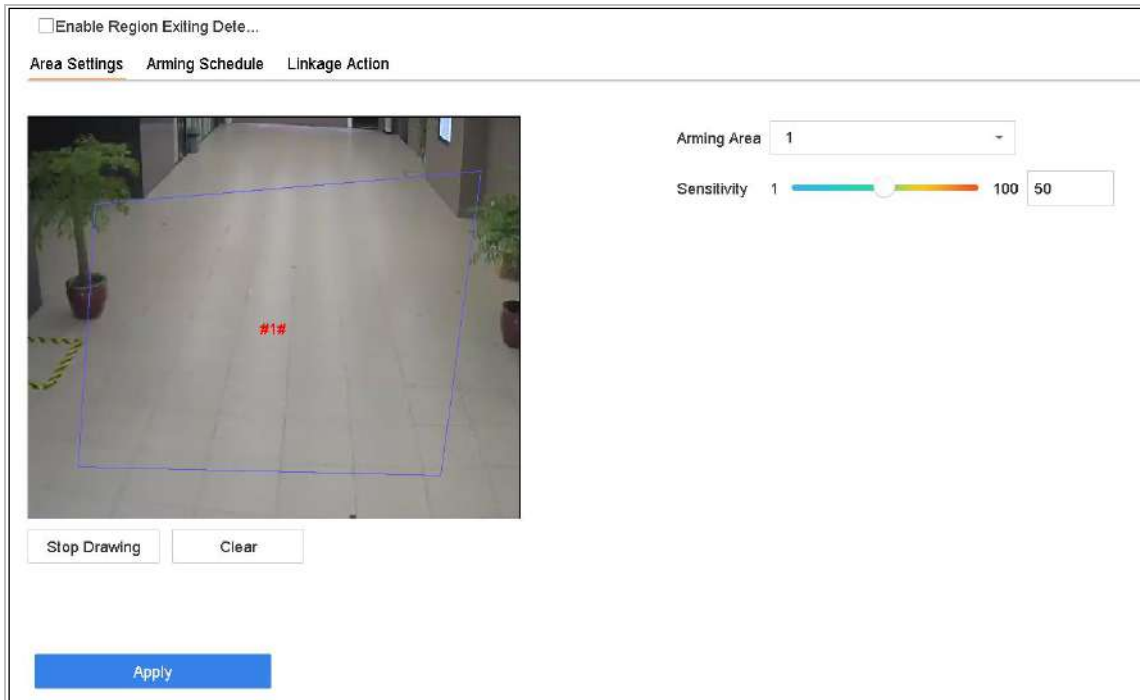 Enable Region Exiting Dete...
Area Settings Arming Schedule Linkage Action
Arming Area 1
Sensitivity 1 100 50
#1#
Stop Drawing Clear
Apply